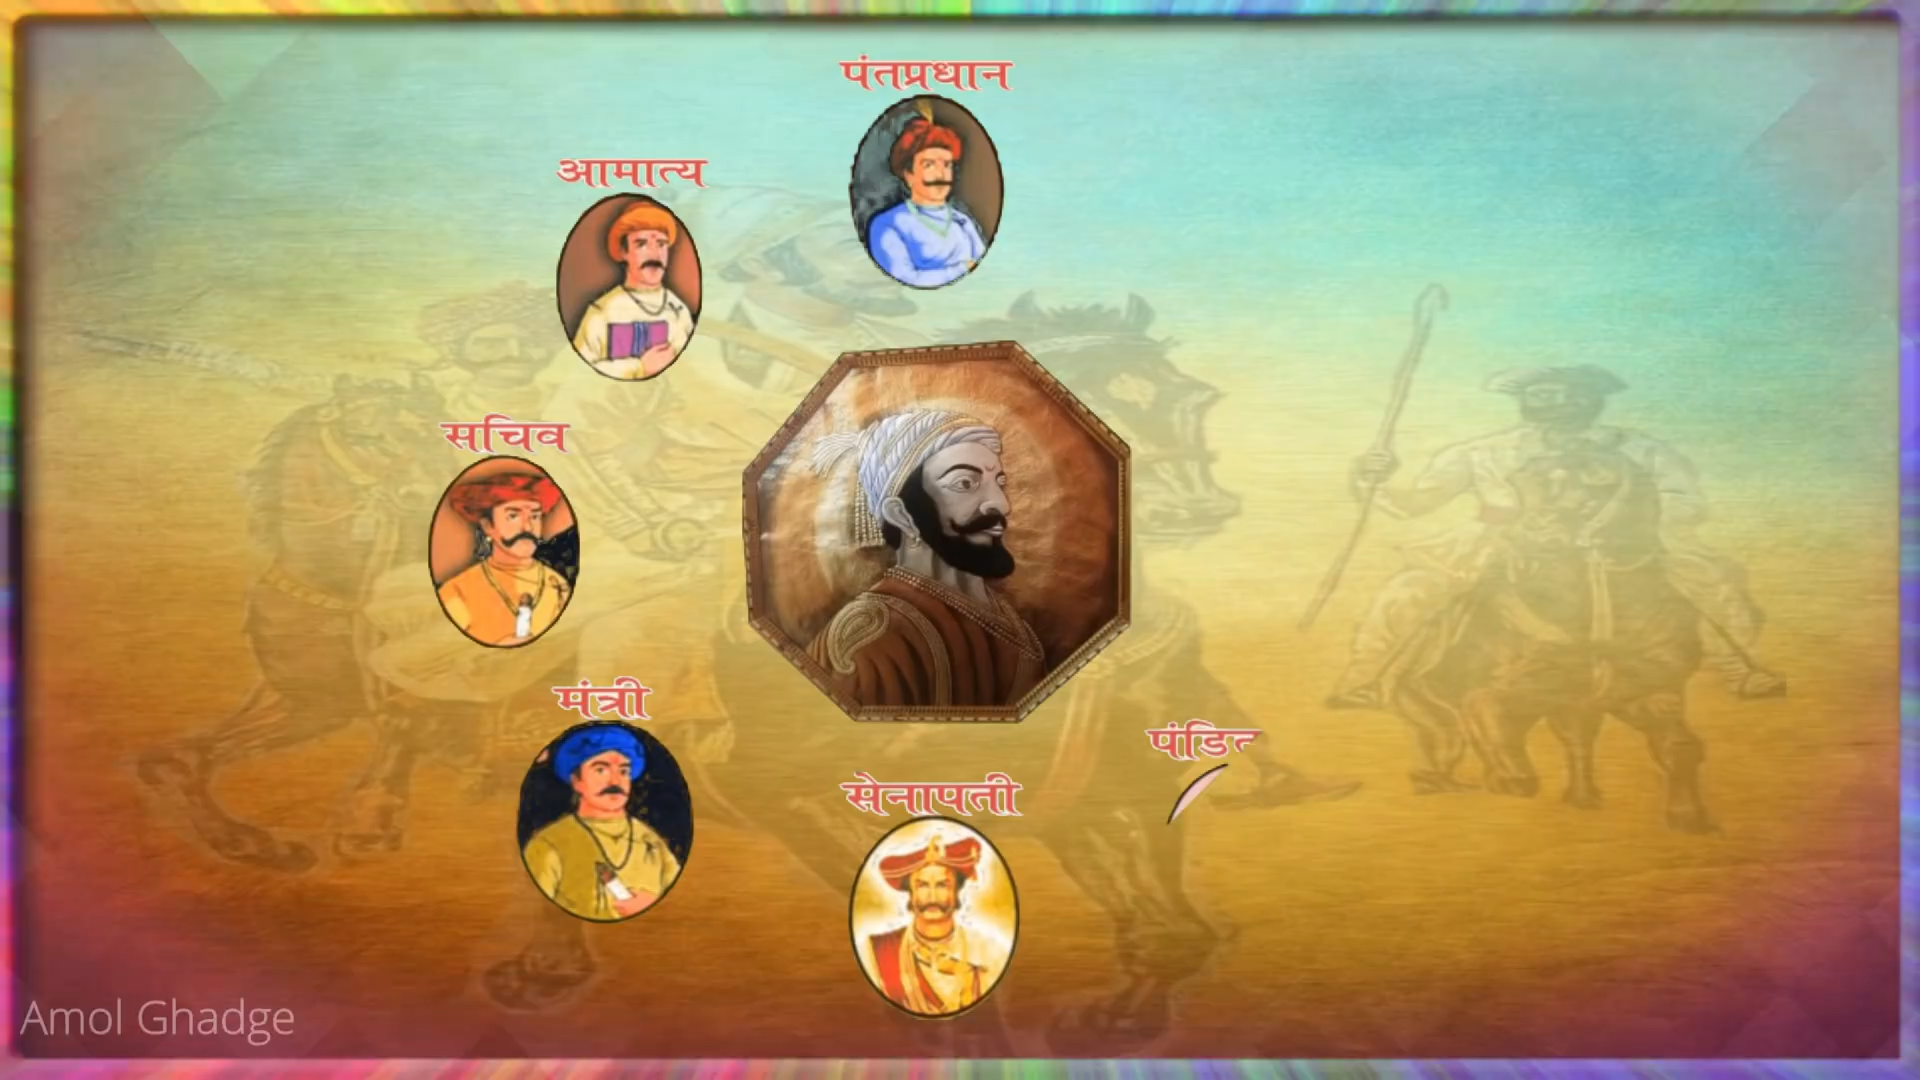 पंतप्रधान
आमात्य
सचिव
मंत्री
सेनापती
Amol Ghadge